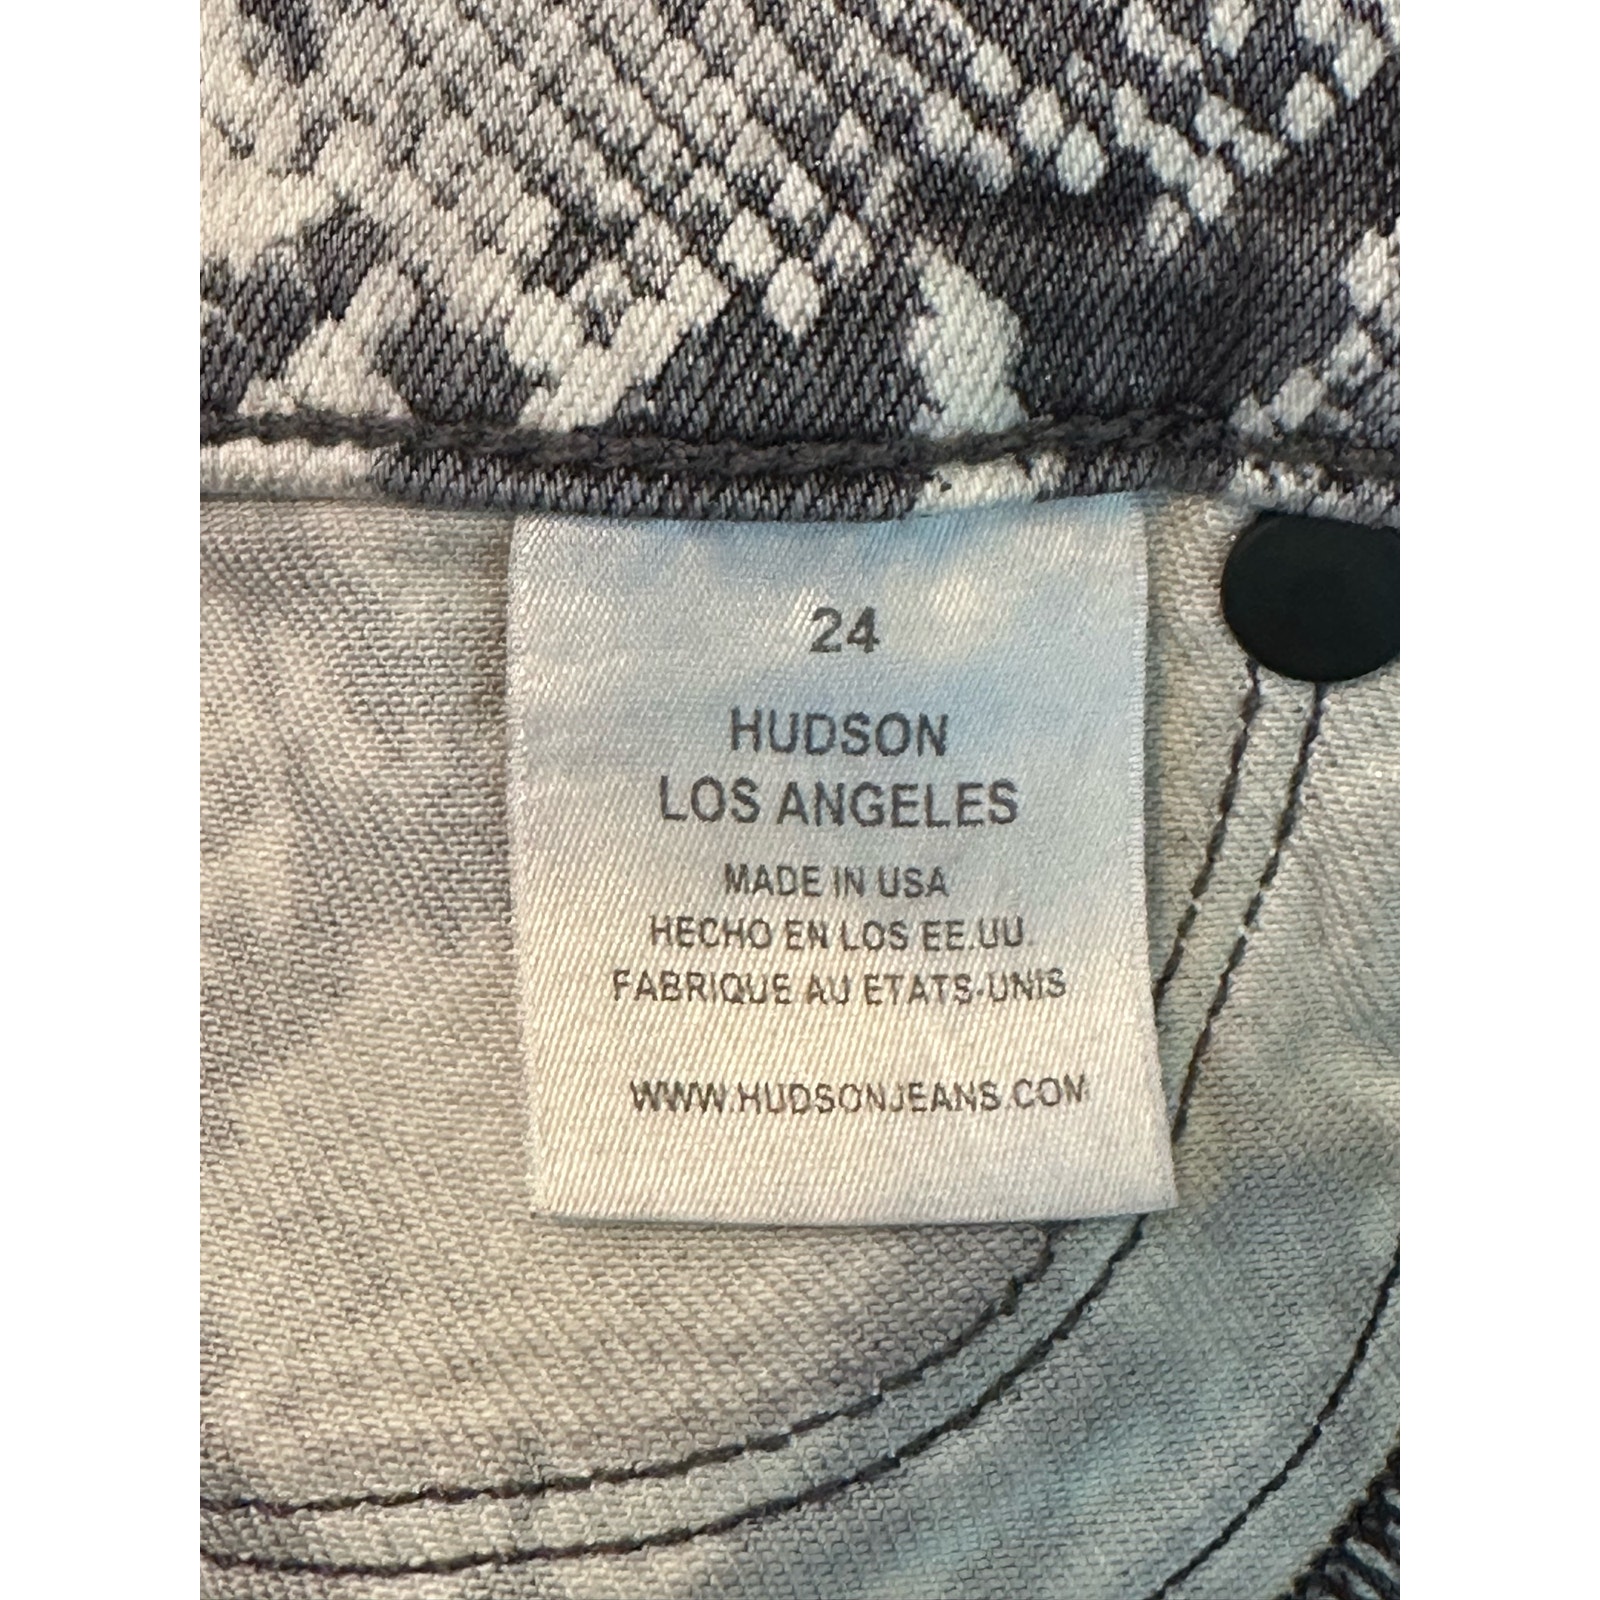 24
HUDSON
LOS ANGELES
MADE IN USA
HECHO EN LOS EE.UU.
FABRIQUE AU ETATS-UNIS
WWW.HUDSONJEANS.COM